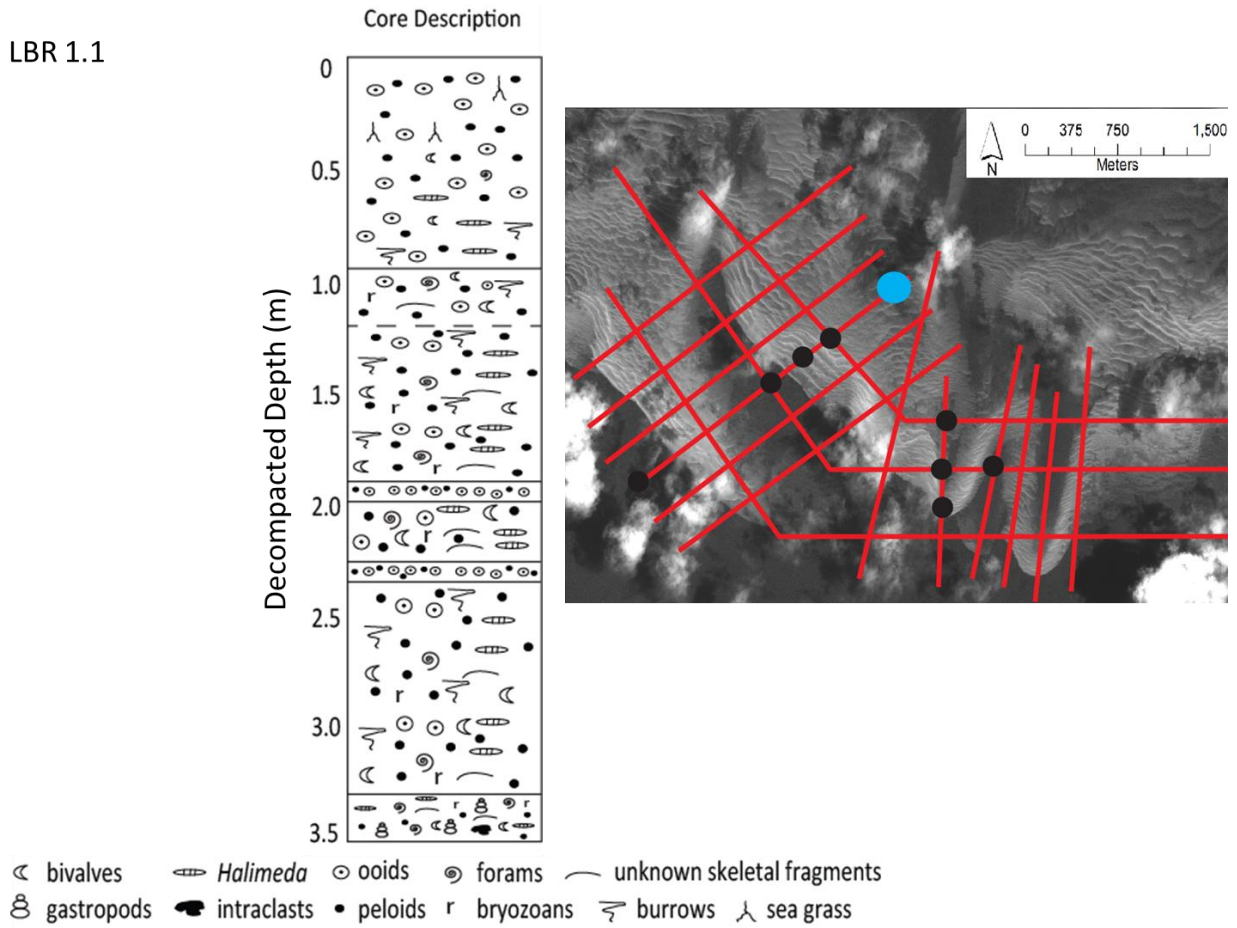 Core Description
LBR 1.1
0
0.5
1.0
1.5
2.0
2.5
3.0
3.5
Decompacted Depth (m)
r
r
r
r
r
r
r r
N
0 375 750 1,500
Meters
bivalves Halimeda ooids forams unknown skeletal fragments
gastropods intraclasts peloids r bryozoans burrows sea grass